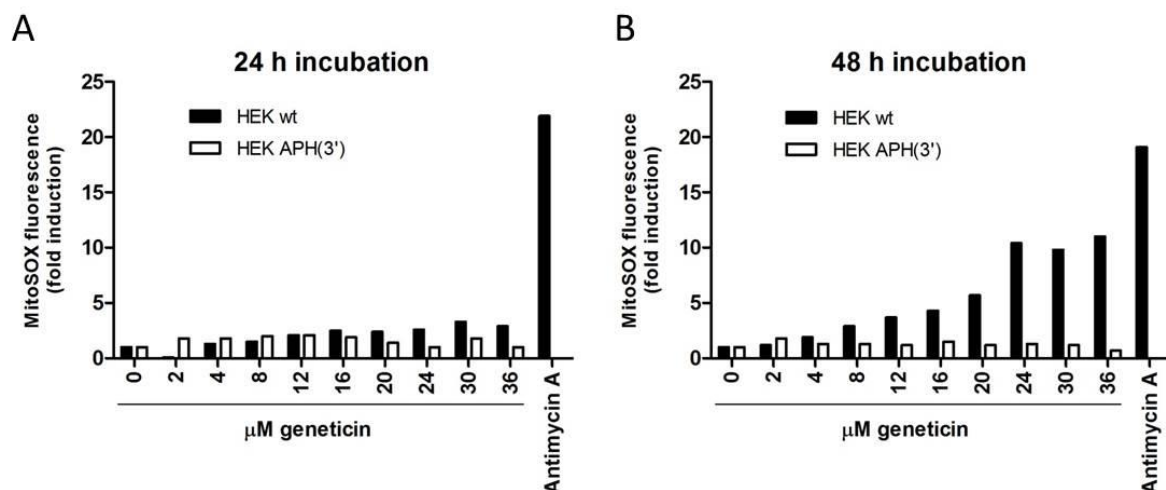 A
24 h incubation
MitoSOX fluorescence
(fold induction)
25
20
15
10
5
0
HEK wt
HEK APH(3')
0
2
4
8
12
16
20
24
30
36
Antimycin A
μM geneticin
B
48 h incubation
MitoSOX fluorescence
(fold induction)
25
20
15
10
5
0
HEK wt
HEK APH(3')
0
2
4
8
12
16
20
24
30
36
Antimycin A
μM geneticin